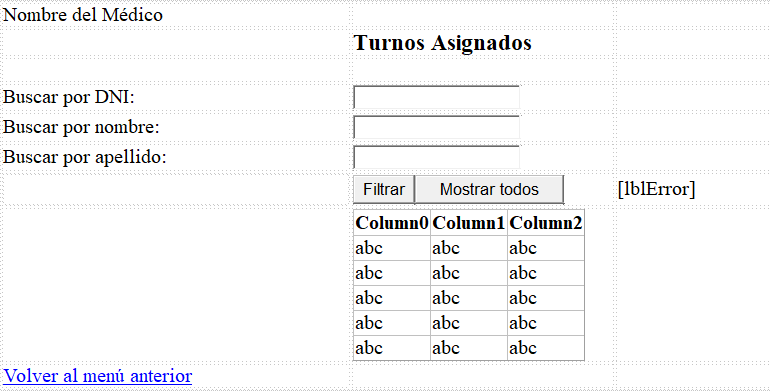 Nombre del Médico
Turnos Asignados
Buscar por DNI:
Buscar por nombre:
Buscar por apellido:
Filtrar Mostrar todos [lblError]
Column0 Column1 Column2
abc abc abc
abc abc abc
abc abc abc
abc abc abc
abc abc abc
Volver al menú anterior